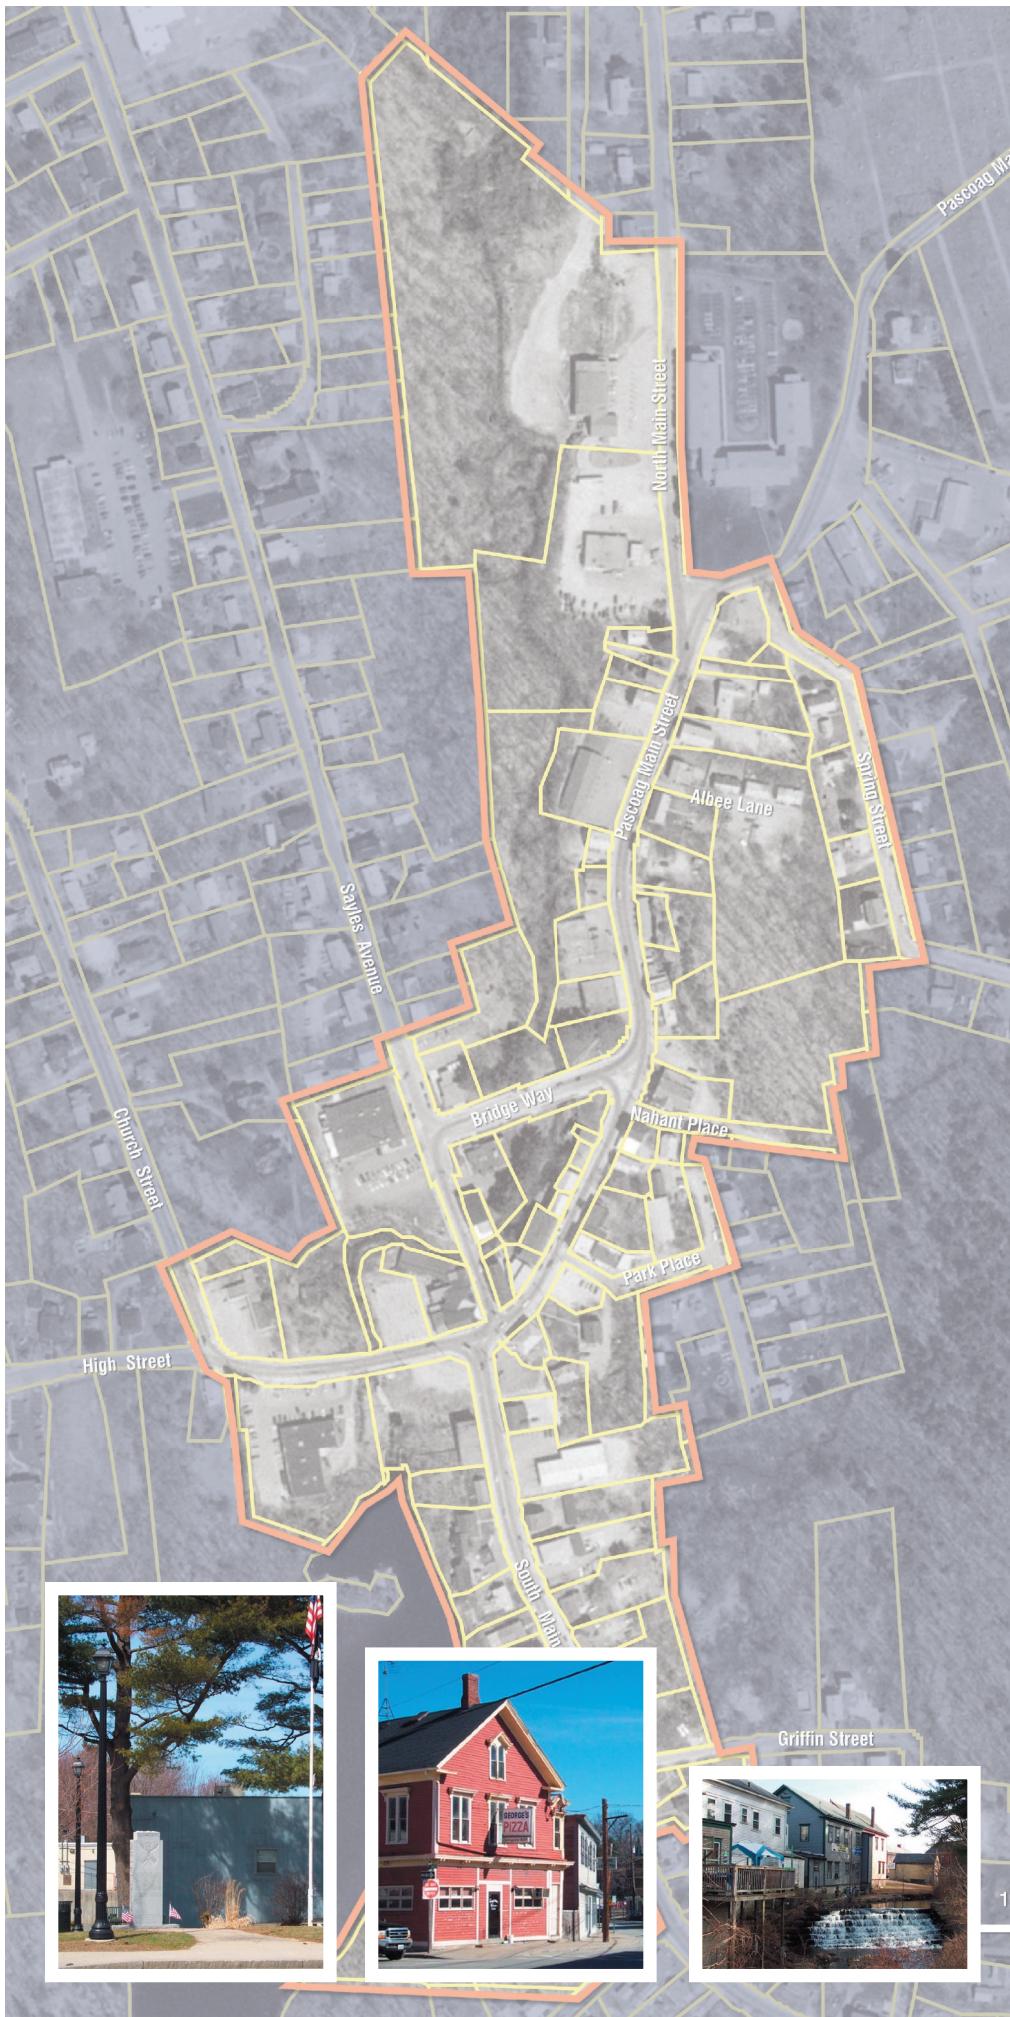 Pascoag Ma
North Main Street
Pascoag Main Street
Albee Lane
Spring Street
Sayles Avenue
Bridge Way
Nahant Place
Church Street
Park Place
High Street
South Main
Griffin Street
GEORGE'S
PIZZA
1